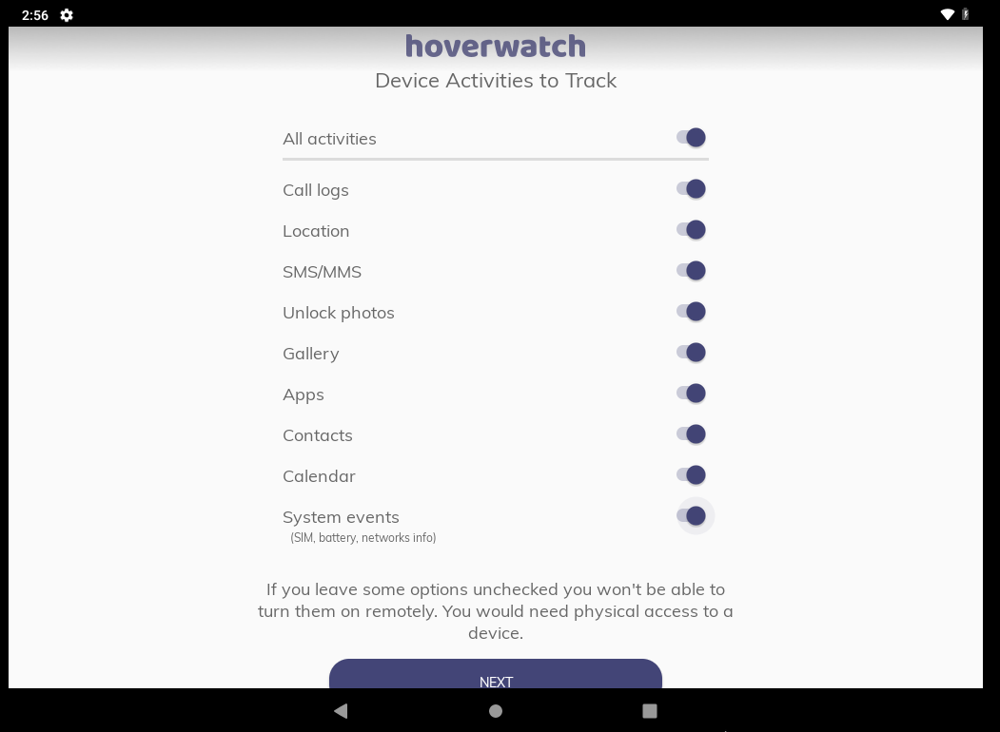 2:56
hoverwatch
Device Activities to Track
All activities
Call logs
Location
SMS/MMS
Unlock photos
Gallery
Apps
Contacts
Calendar
System events
(SIM, battery, networks info)
If you leave some options unchecked you won't be able to
turn them on remotely. You would need physical access to a
device.
NEXT